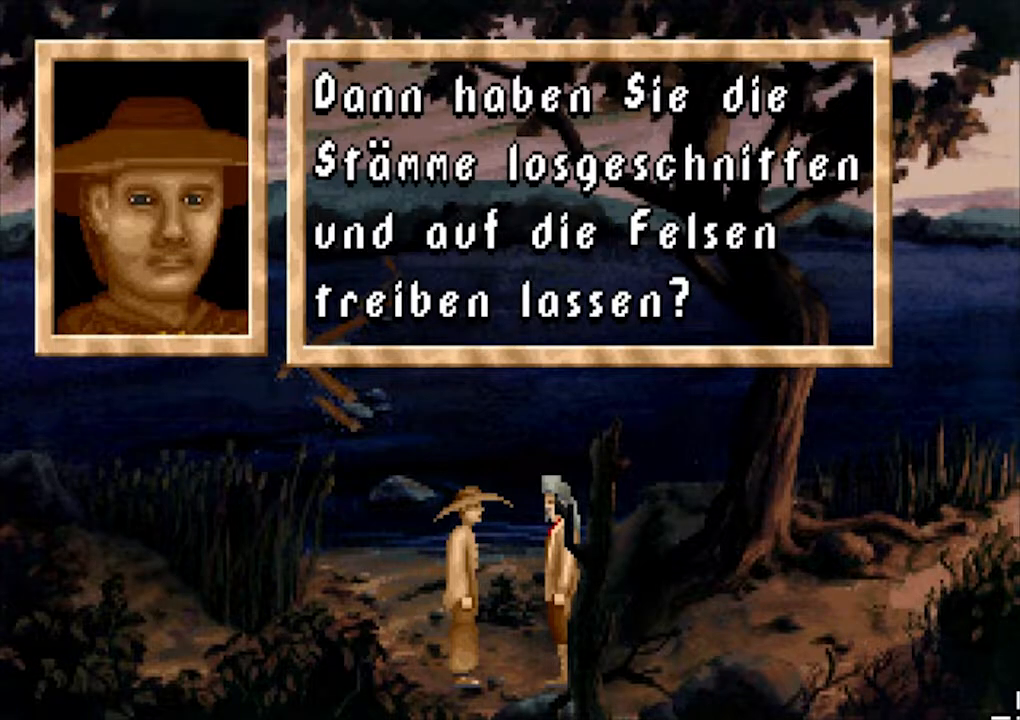 Dann haben Sie die
Stämme losgeschnitten
und auf die Felsen
treiben lassen?